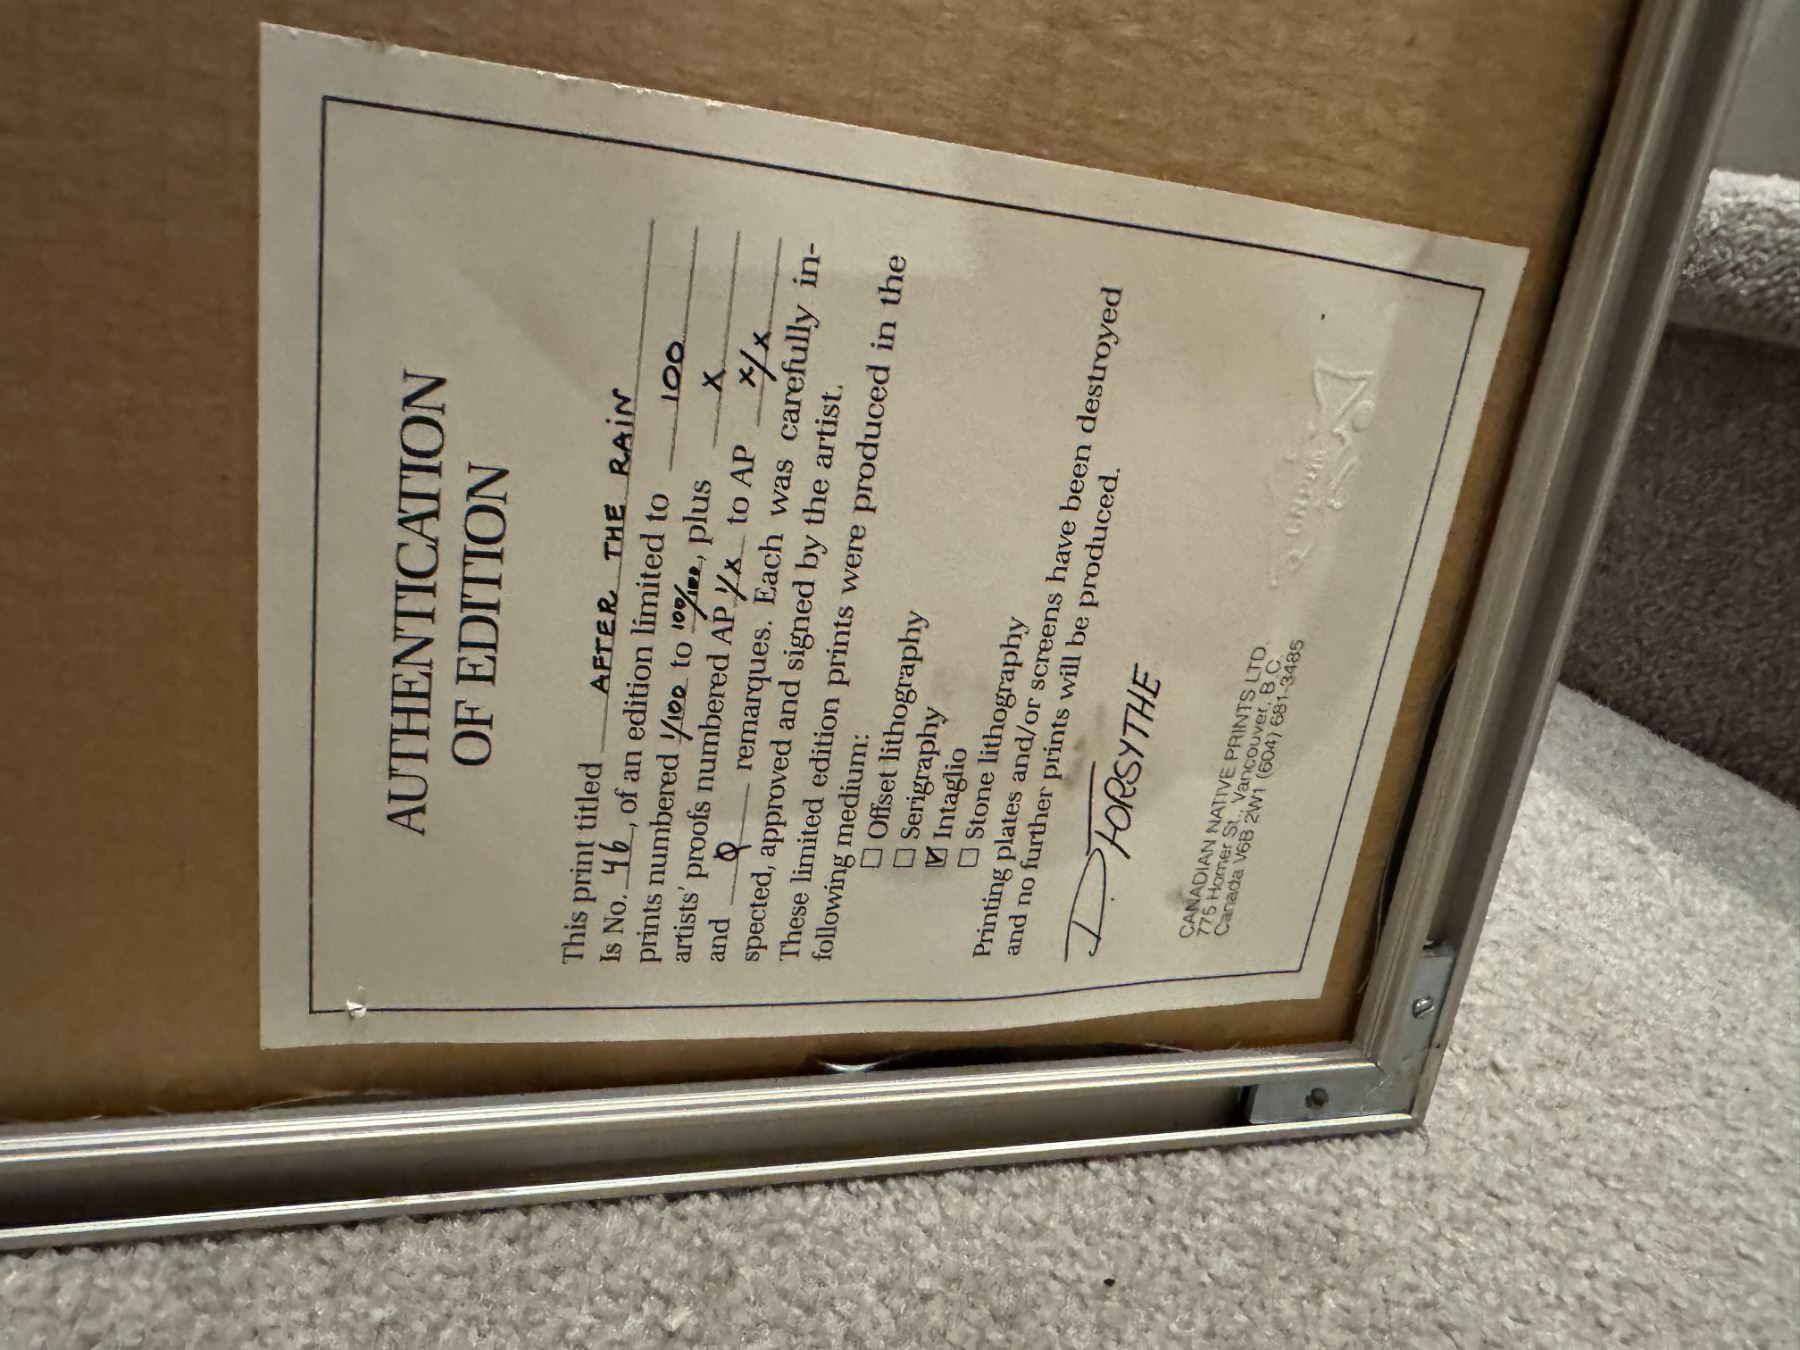 AUTHENTICATION
OF EDITION
This print titled AFTER THE RAIN
Is No. 46, of an edition limited to 100
prints numbered 1/100 to 100/100, plus X
artists' proofs numbered AP 1/X to AP X/X
and 0 remarques. Each was carefully in-
spected, approved and signed by the artist.
These limited edition prints were produced in the
following medium:
☐ Offset lithography
☐ Serigraphy
☑ Intaglio
☐ Stone lithography
Printing plates and/or screens have been destroyed
and no further prints will be produced.
D. FORSYTHE
CANADIAN NATIVE PRINTS LTD.
775 Homer St., Vancouver, B.C.
Canada V6B 2W1 (604) 681-3485